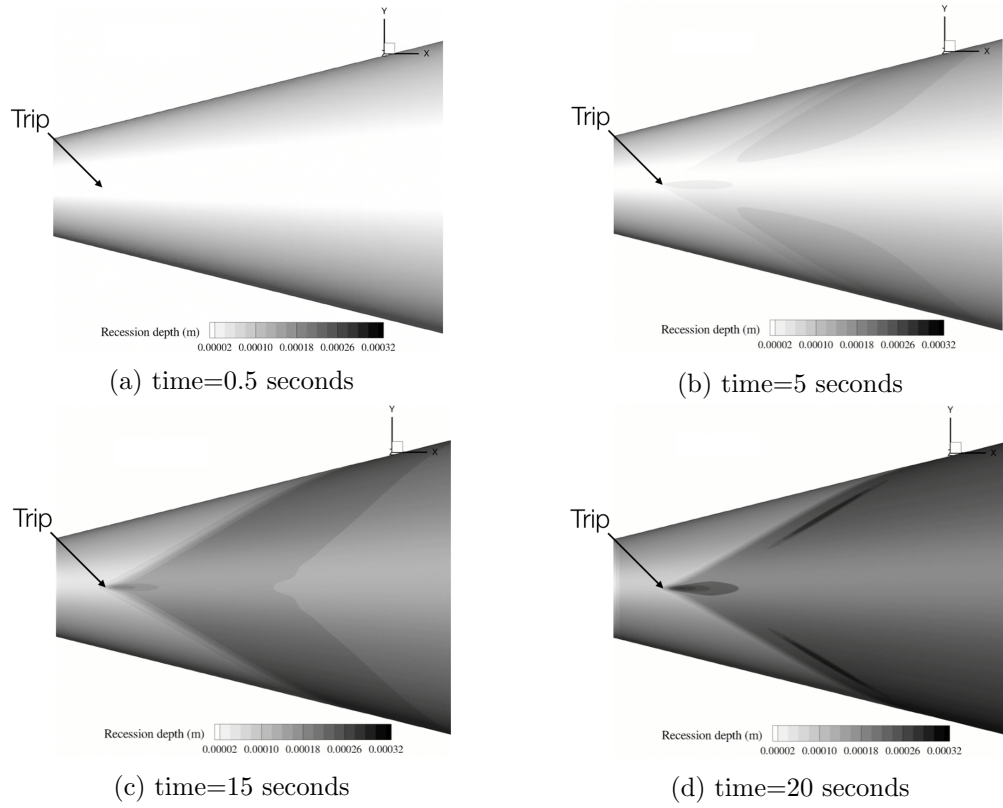 Y
X
Trip
Recession depth (m)
0.00002 0.00010 0.00018 0.00026 0.00032
(a) time=0.5 seconds
Y
X
Trip
Recession depth (m)
0.00002 0.00010 0.00018 0.00026 0.00032
(b) time=5 seconds
Y
X
Trip
Recession depth (m)
0.00002 0.00010 0.00018 0.00026 0.00032
(c) time=15 seconds
Y
X
Trip
Recession depth (m)
0.00002 0.00010 0.00018 0.00026 0.00032
(d) time=20 seconds